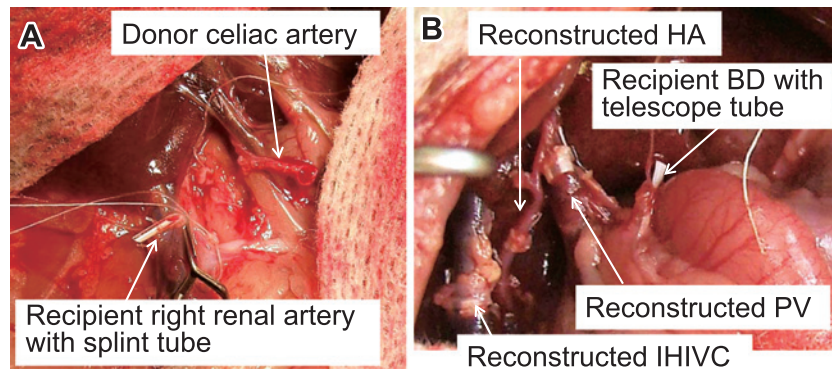 A
Donor celiac artery
Recipient right renal artery
with splint tube
B
Reconstructed HA
Recipient BD with
telescope tube
Reconstructed PV
Reconstructed IHIVC